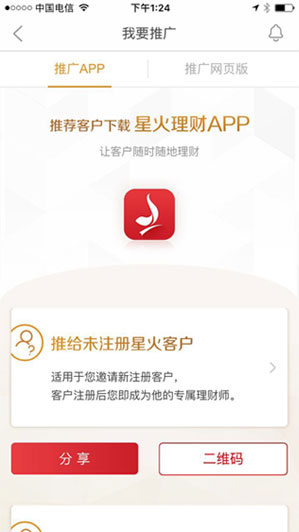 中国电信 下午1:24
我要推广
推广APP 推广网页版
推荐客户下载 星火理财APP
让客户随时随地理财
推给未注册星火客户
适用于您邀请新注册客户，
客户注册后您即成为他的专属理财师。
分享 二维码